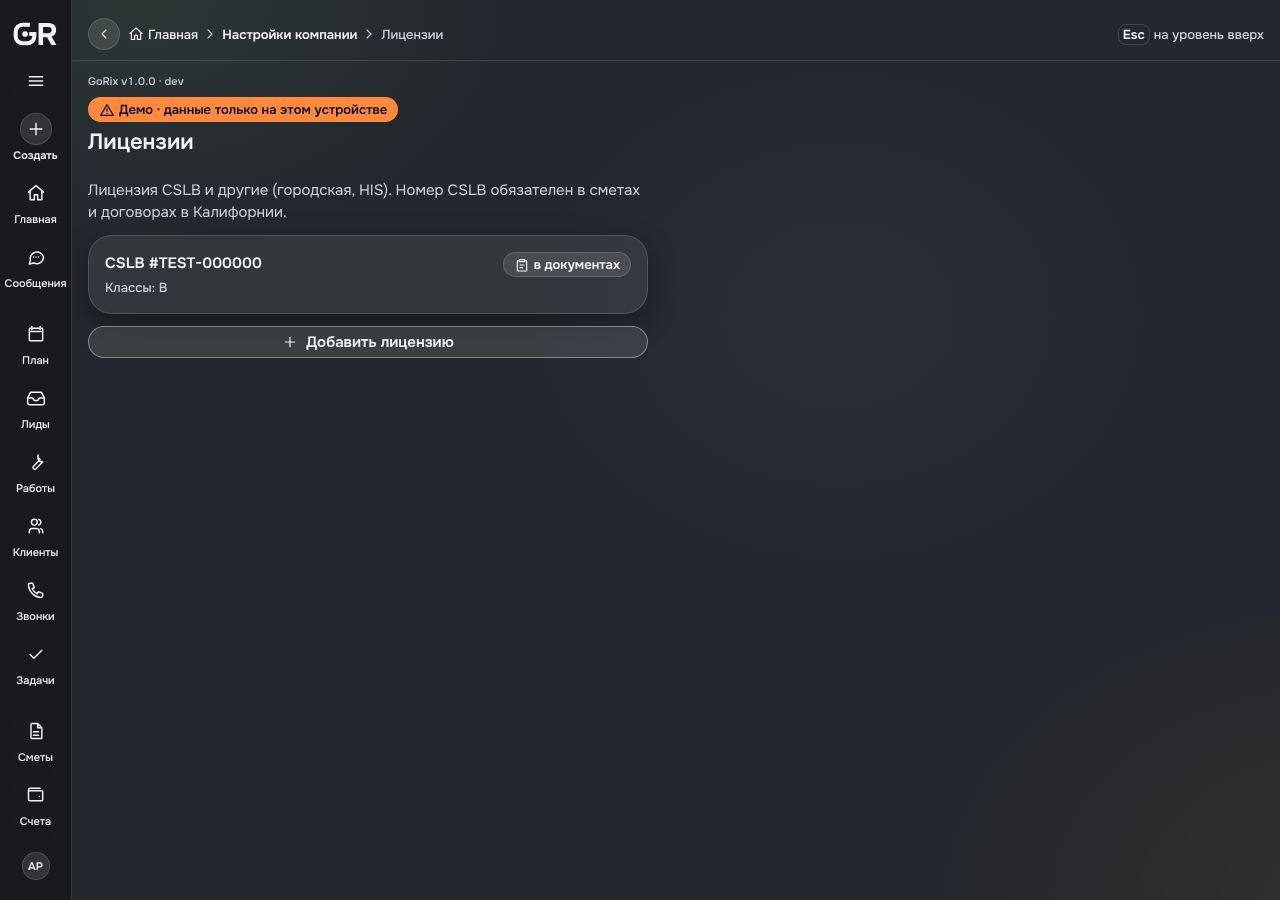 GR
Главная
Настройки компании
Лицензии
Esc на уровень вверх
GoRix v1.0.0 · dev
Демо · данные только на этом устройстве
Лицензии
Лицензия CSLB и другие (городская, HIS). Номер CSLB обязателен в сметах
и договорах в Калифорнии.
CSLB #TEST-000000
в документах
Классы: B
Добавить лицензию
Создать
Главная
Сообщения
План
Лиды
Работы
Клиенты
Звонки
Задачи
Сметы
Счета
AP